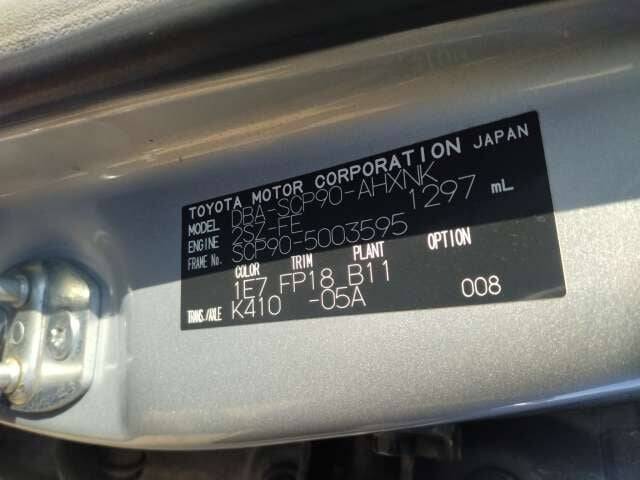 TOYOTA MOTOR CORPORATION JAPAN
MODEL DBA-SCP90-AHXNK
ENGINE 2SZ-FE 1297 mL
FRAME No. SCP90-5003595
COLOR TRIM PLANT OPTION
1E7 FP18 B11
TRANS./AXLE K410 -05A 008